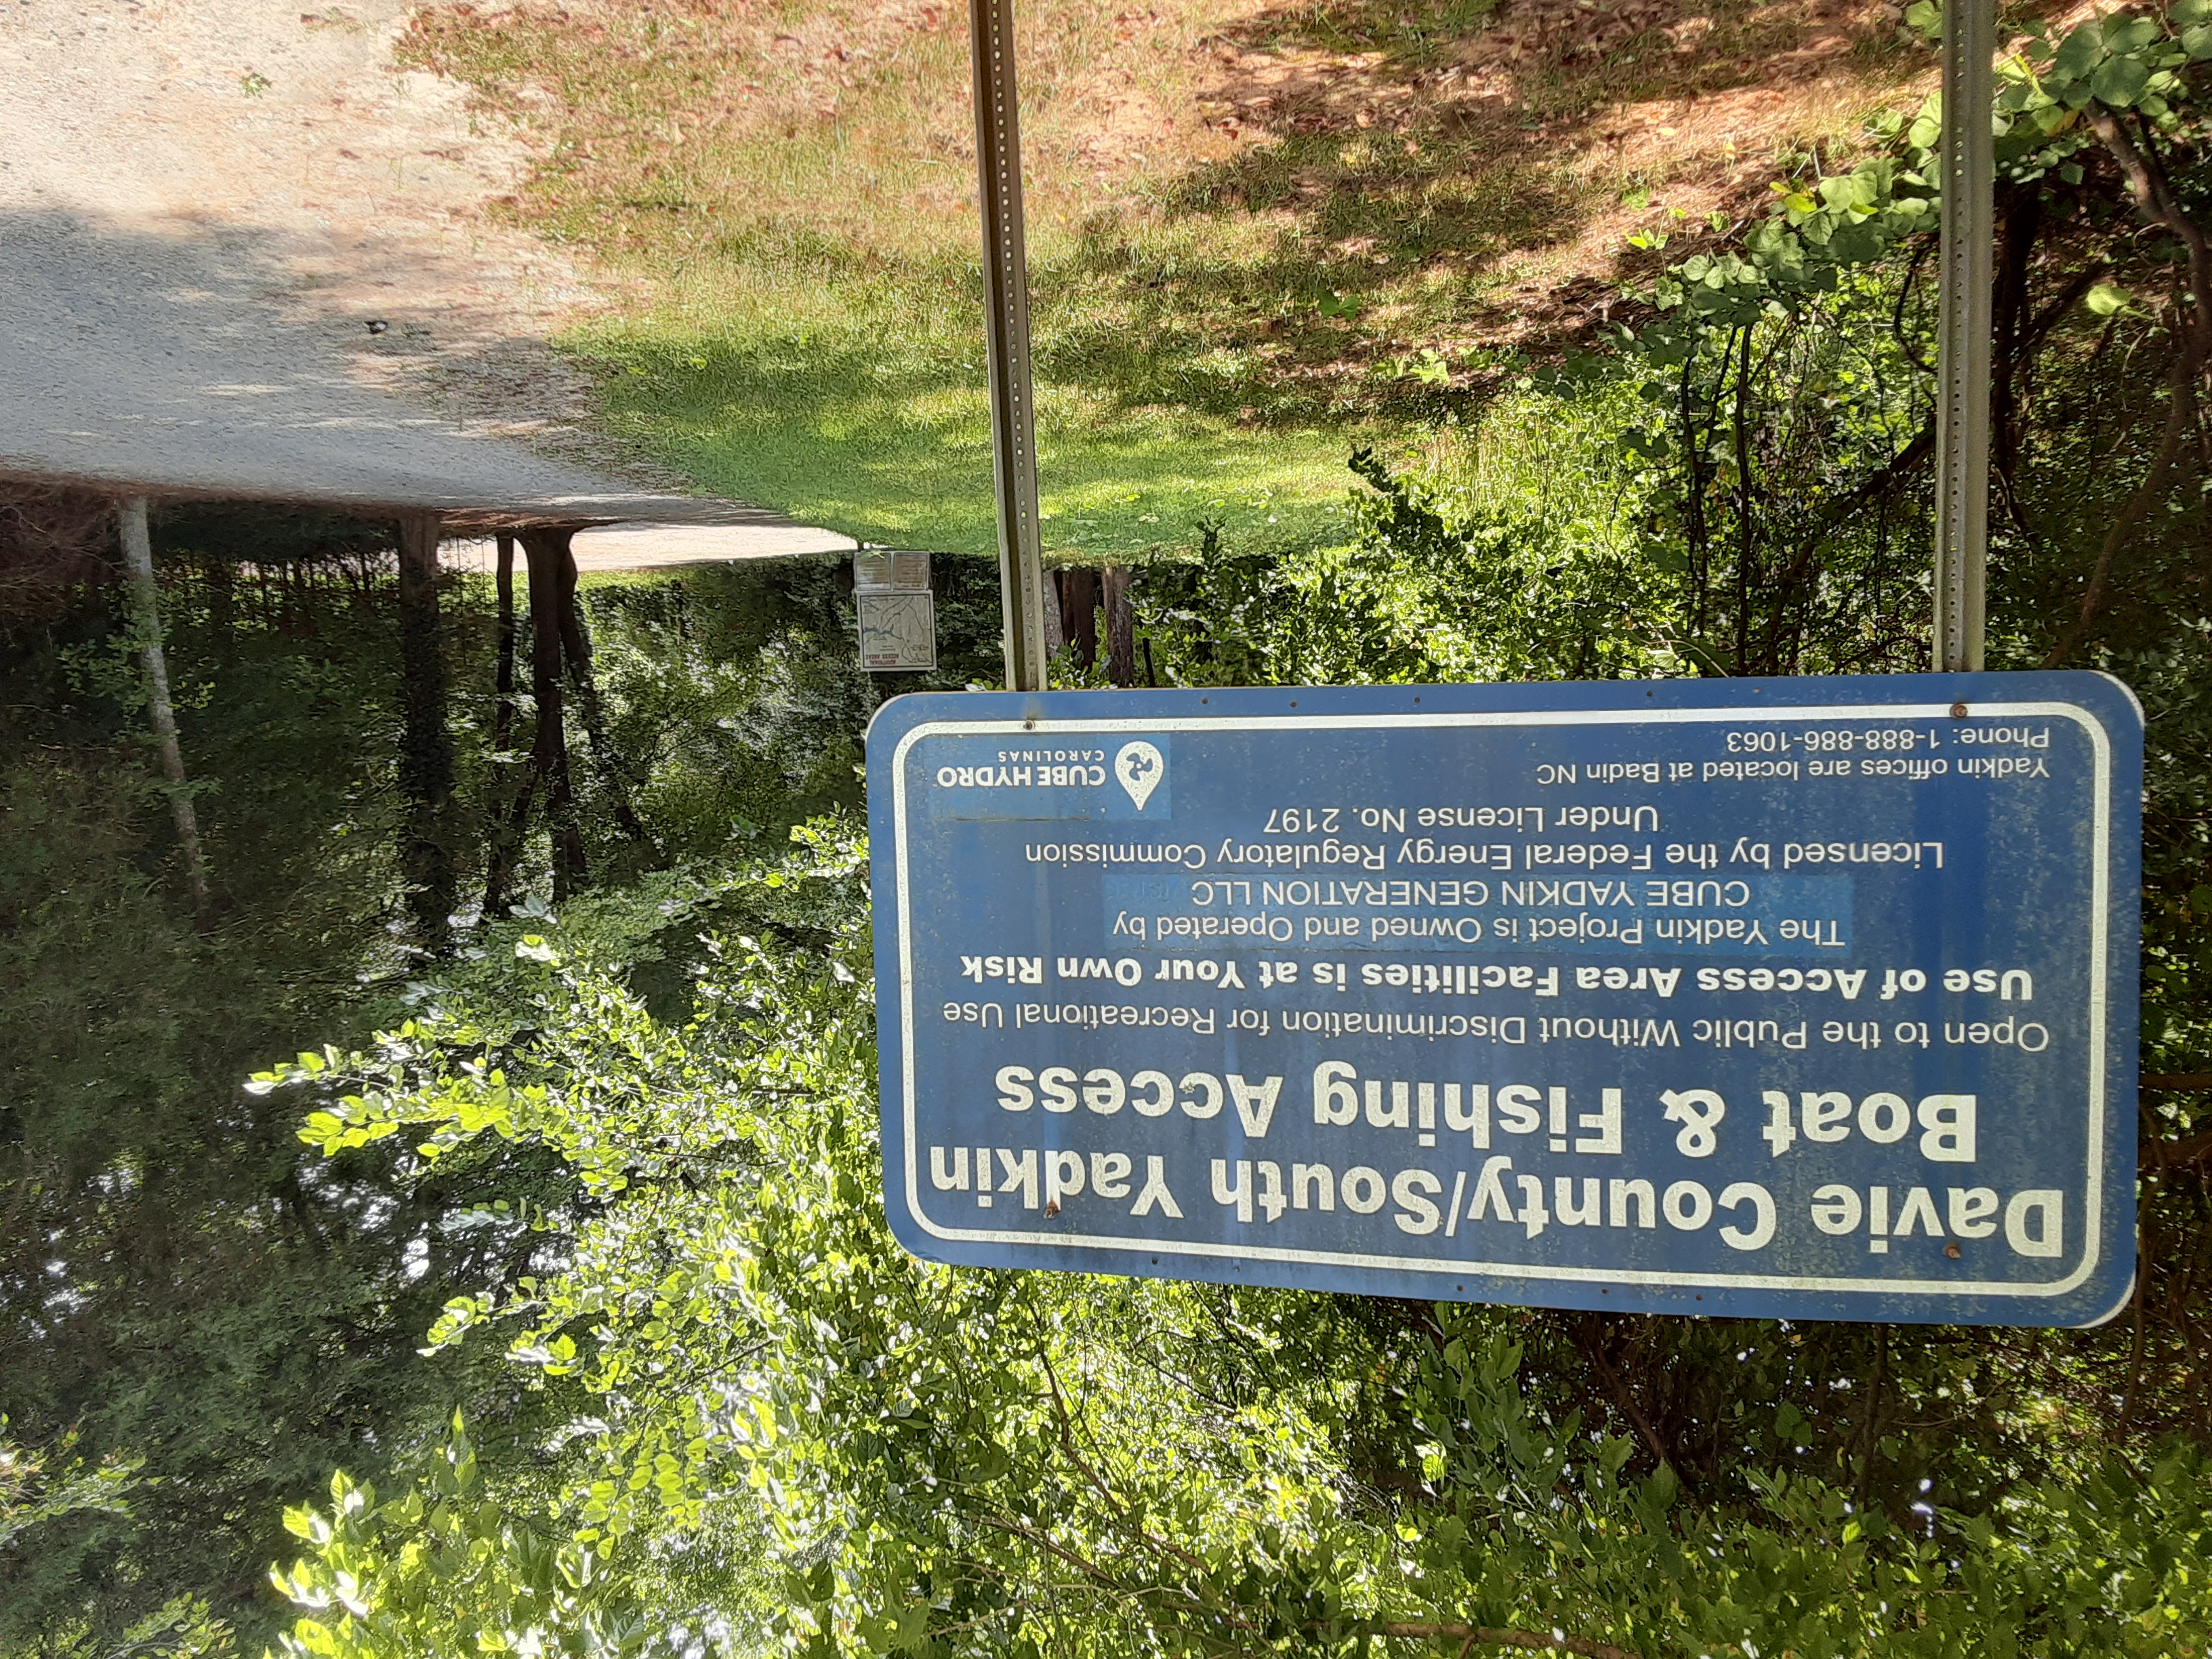 Davie County/South Yadkin
Boat & Fishing Access
Open to the Public Without Discrimination for Recreational Use
Use of Access Area Facilities is at Your Own Risk
The Yadkin Project is Owned and Operated by
CUBE YADKIN GENERATION LLC
Licensed by the Federal Energy Regulatory Commission
Under License No. 2197
Yadkin offices are located at Badin NC
Phone: 1-888-886-1063
CUBE HYDRO
CAROLINAS
ADDITIONAL
ACCESS AREAS